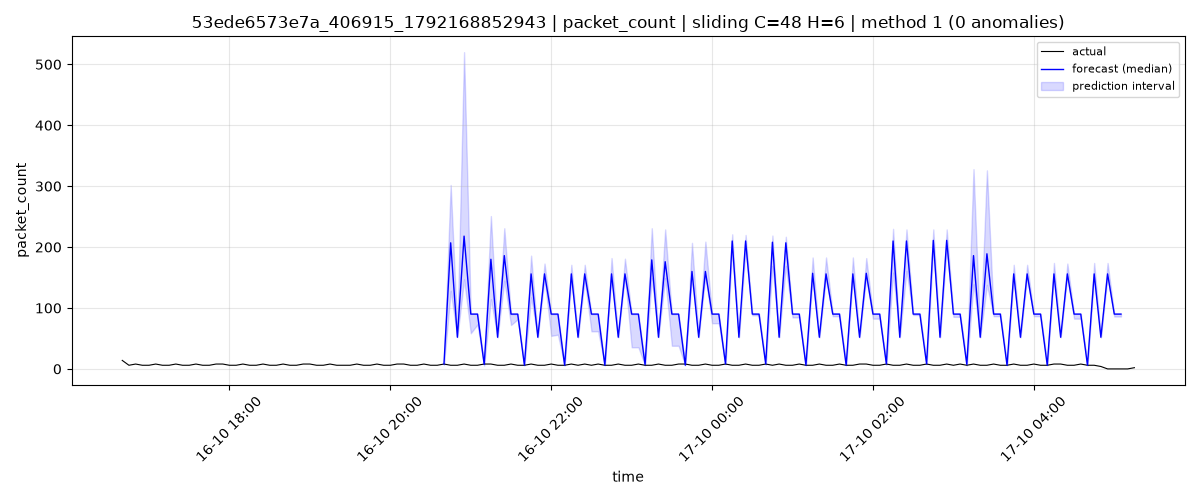 53ede6573e7a_406915_1792168852943 | packet_count | sliding C=48 H=6 | method 1 (0 anomalies)
actual
forecast (median)
prediction interval
packet_count
500
400
300
200
100
0
16-10 18:00
16-10 20:00
16-10 22:00
17-10 00:00
17-10 02:00
17-10 04:00
time